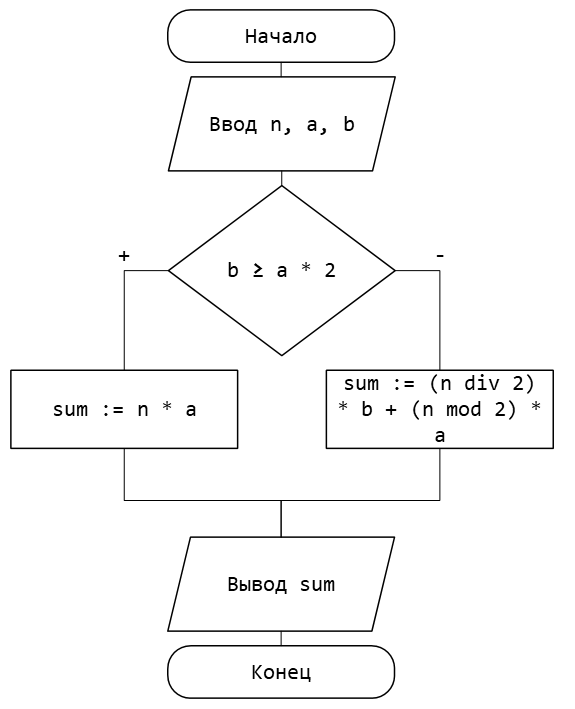 Начало
Ввод n, a, b
b ≥ a * 2
+
-
sum := n * a
sum := (n div 2)
* b + (n mod 2) *
a
Вывод sum
Конец